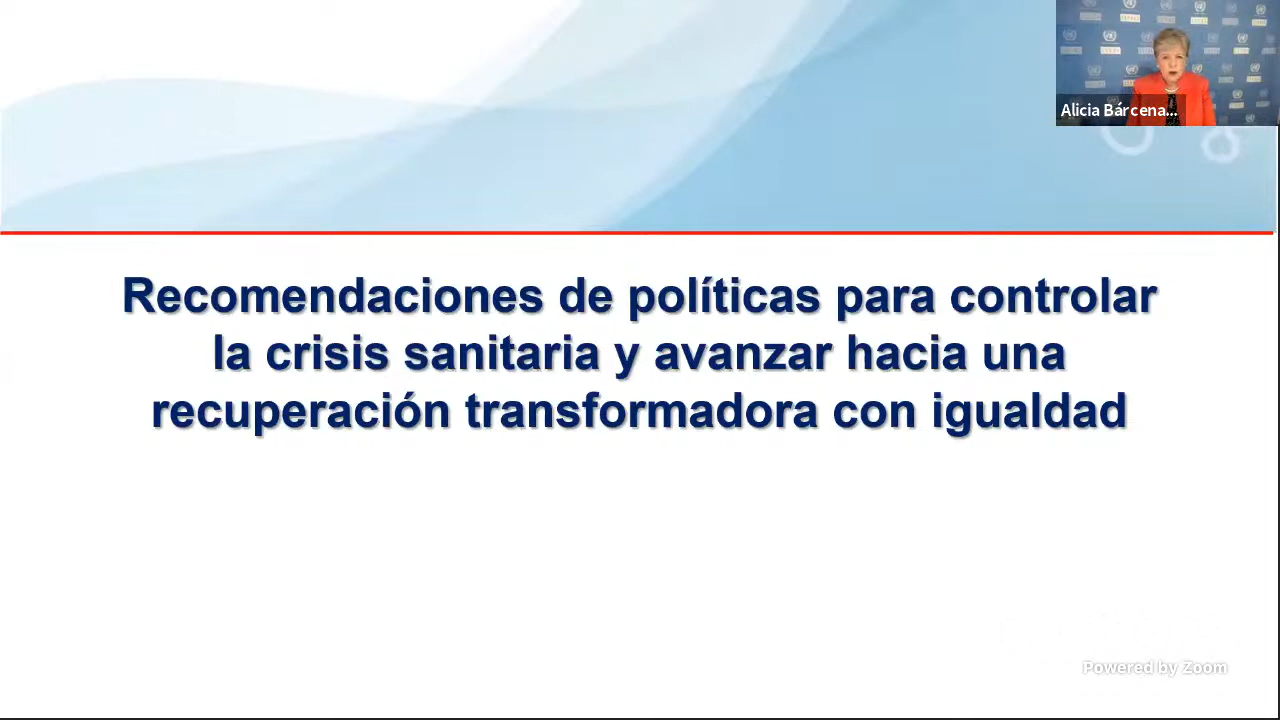 Alicia Bárcena...
Recomendaciones de políticas para controlar
la crisis sanitaria y avanzar hacia una
recuperación transformadora con igualdad
Powered by Zoom